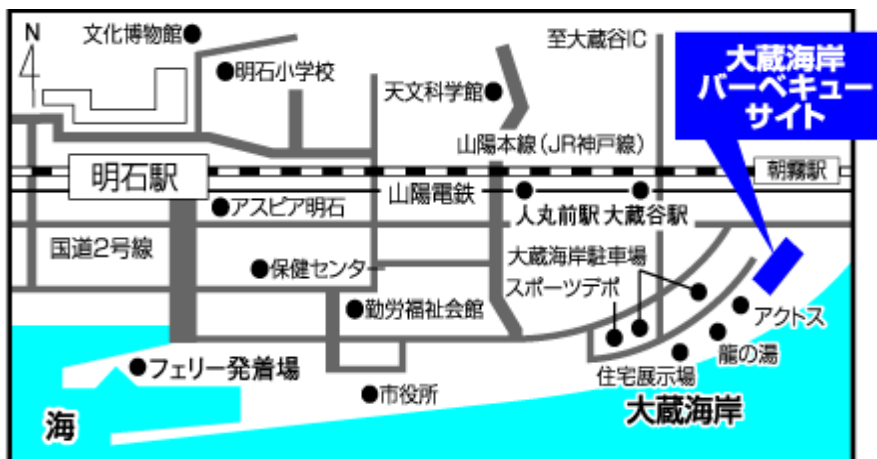 N
文化博物館
至大蔵谷IC
大蔵海岸
バーベキュー
サイト
明石小学校
天文科学館
山陽本線(JR神戸線)
明石駅
朝霧駅
山陽電鉄
アスピア明石
人丸前駅
大蔵谷駅
国道2号線
大蔵海岸駐車場
保健センター
スポーツデポ
勤労福祉会館
アクトス
龍の湯
フェリー発着場
住宅展示場
市役所
大蔵海岸
海